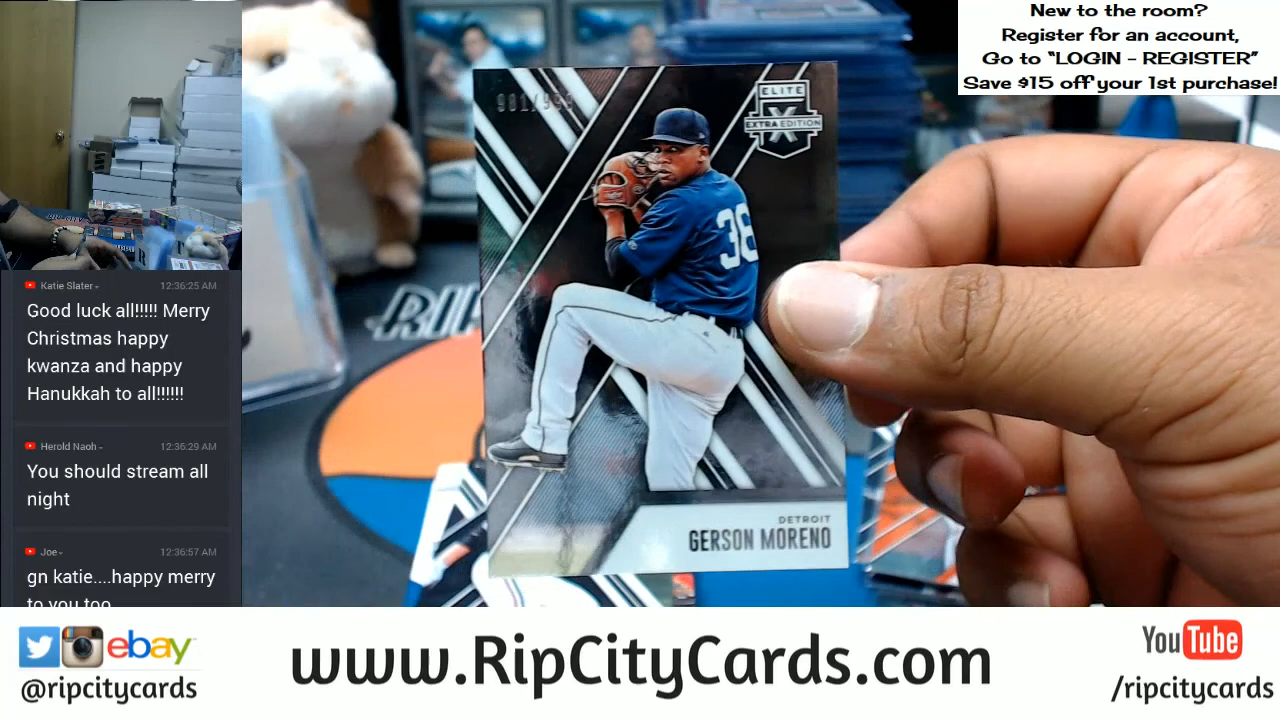 New to the room?
Register for an account,
Go to “LOGIN - REGISTER”
Save $15 off your 1st purchase!
ELITE
X
EXTRA EDITION
38
DETROIT
GERSON MORENO
RIP
Katie Slater
12:36:25 AM
Good luck all!!!!! Merry
Christmas happy
kwanza and happy
Hanukkah to all!!!!!!
Herold Naoh
12:36:29 AM
You should stream all
night
Joe
12:36:57 AM
gn katie....happy merry
to you too
ebay
@ripcitycards
www.RipCityCards.com
YouTube
/ripcitycards